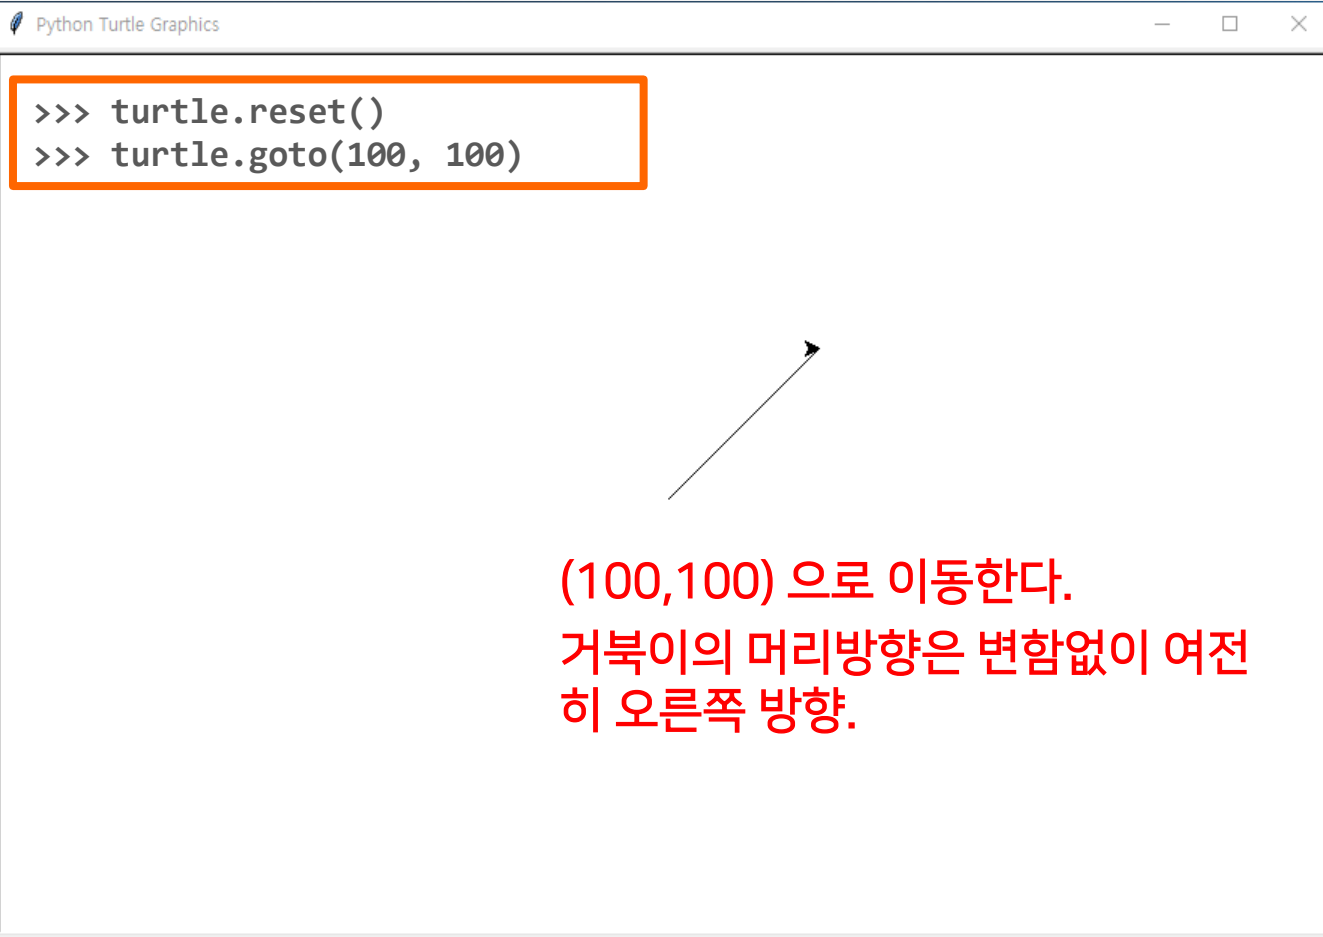 Python Turtle Graphics
>>> turtle.reset()
>>> turtle.goto(100, 100)
(100,100) 으로 이동한다.
거북이의 머리방향은 변함없이 여전
히 오른쪽 방향.